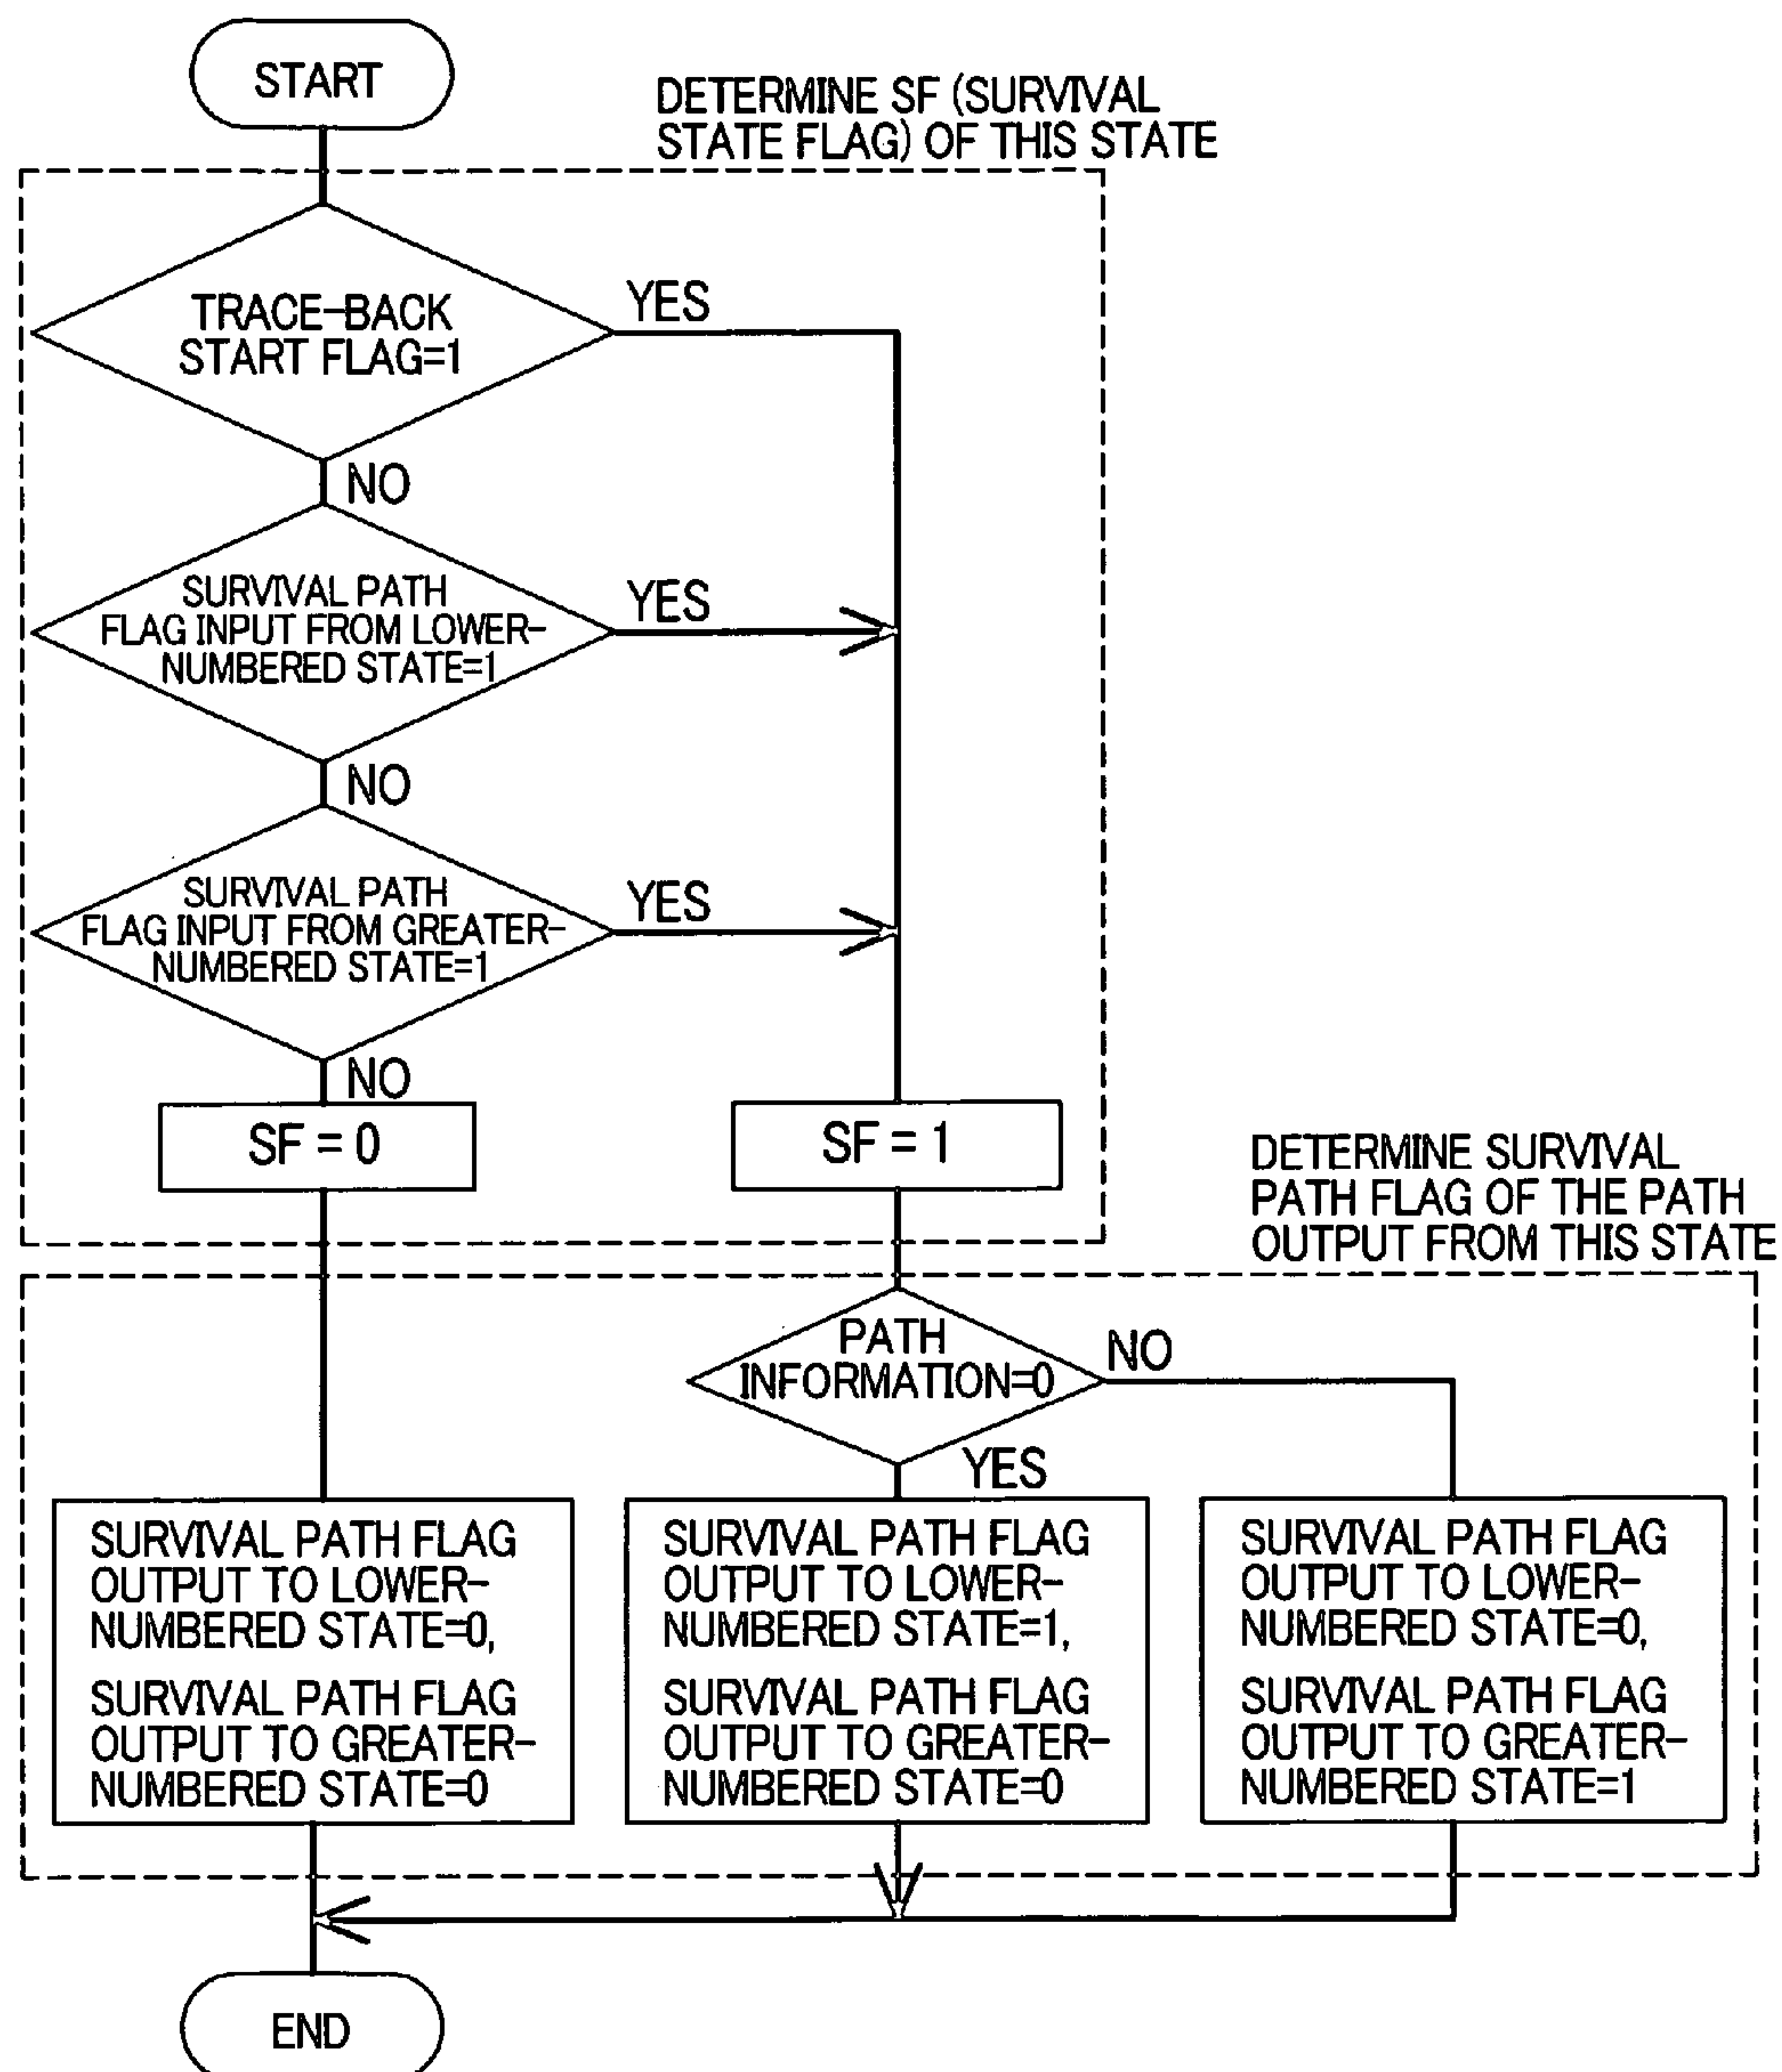 START
DETERMINE SF (SURVIVAL
STATE FLAG) OF THIS STATE
TRACE-BACK
START FLAG=1
YES
NO
SURVIVAL PATH
FLAG INPUT FROM LOWER-
NUMBERED STATE=1
YES
NO
SURVIVAL PATH
FLAG INPUT FROM GREATER-
NUMBERED STATE=1
YES
NO
SF = 0
SF = 1
DETERMINE SURVIVAL
PATH FLAG OF THE PATH
OUTPUT FROM THIS STATE
PATH
INFORMATION=0
NO
YES
SURVIVAL PATH FLAG
OUTPUT TO LOWER-
NUMBERED STATE=0,
SURVIVAL PATH FLAG
OUTPUT TO GREATER-
NUMBERED STATE=0
SURVIVAL PATH FLAG
OUTPUT TO LOWER-
NUMBERED STATE=1,
SURVIVAL PATH FLAG
OUTPUT TO GREATER-
NUMBERED STATE=0
SURVIVAL PATH FLAG
OUTPUT TO LOWER-
NUMBERED STATE=0,
SURVIVAL PATH FLAG
OUTPUT TO GREATER-
NUMBERED STATE=1
END